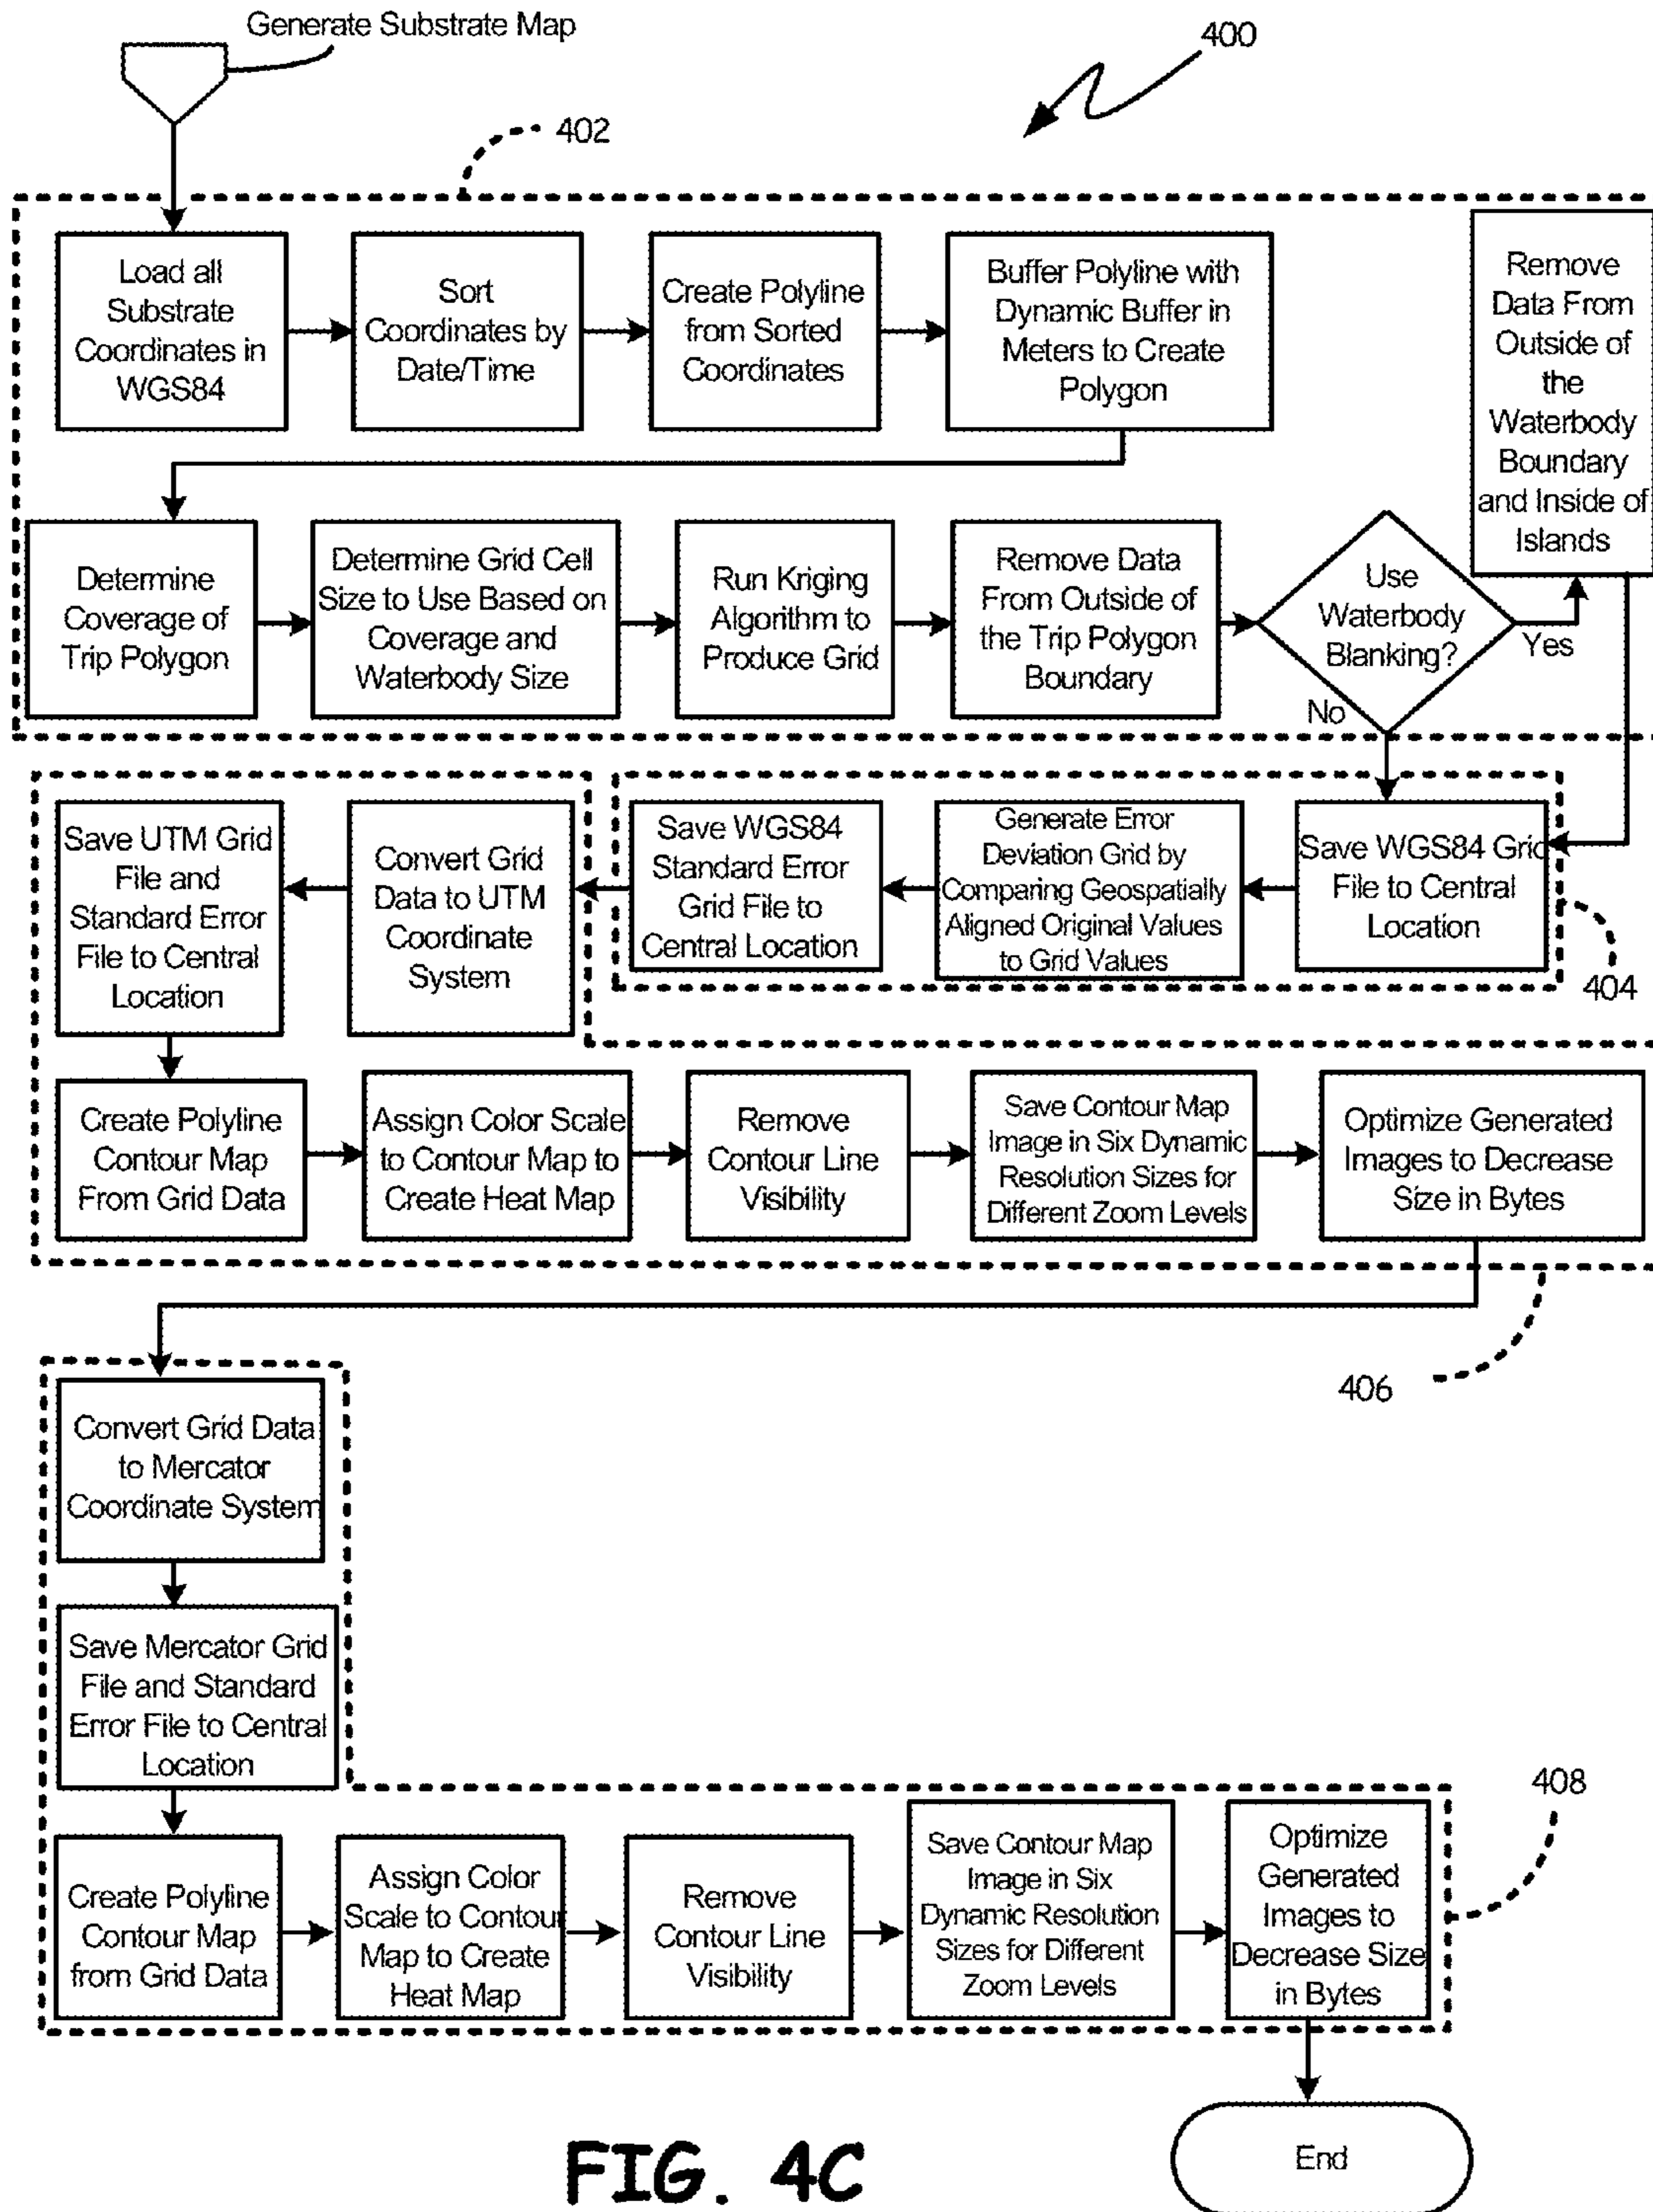 Generate Substrate Map
400
402
Load all
Substrate
Coordinates in
WGS84
Sort
Coordinates by
Date/Time
Create Polyline
from Sorted
Coordinates
Buffer Polyline with
Dynamic Buffer in
Meters to Create
Polygon
Remove
Data From
Outside of
the
Waterbody
Boundary
and Inside of
Islands
Determine
Coverage of
Trip Polygon
Determine Grid Cell
Size to Use Based on
Coverage and
Waterbody Size
Run Kriging
Algorithm to
Produce Grid
Remove Data
From Outside of
the Trip Polygon
Boundary
Use
Waterbody
Blanking?
Yes
No
Save WGS84 Grid
File to Central
Location
Generate Error
Deviation Grid by
Comparing Geospatially
Aligned Original Values
to Grid Values
Save WGS84
Standard Error
Grid File to
Central Location
404
Convert Grid
Data to UTM
Coordinate
System
Save UTM Grid
File and
Standard Error
File to Central
Location
Create Polyline
Contour Map
From Grid Data
Assign Color Scale
to Contour Map to
Create Heat Map
Remove
Contour Line
Visibility
Save Contour Map
Image in Six Dynamic
Resolution Sizes for
Different Zoom Levels
Optimize Generated
Images to Decrease
Size in Bytes
406
Convert Grid Data
to Mercator
Coordinate System
Save Mercator Grid
File and Standard
Error File to Central
Location
408
Create Polyline
Contour Map
from Grid Data
Assign Color
Scale to Contour
Map to Create
Heat Map
Remove
Contour Line
Visibility
Save Contour Map
Image in Six
Dynamic Resolution
Sizes for Different
Zoom Levels
Optimize
Generated
Images to
Decrease Size
in Bytes
End
FIG. 4C